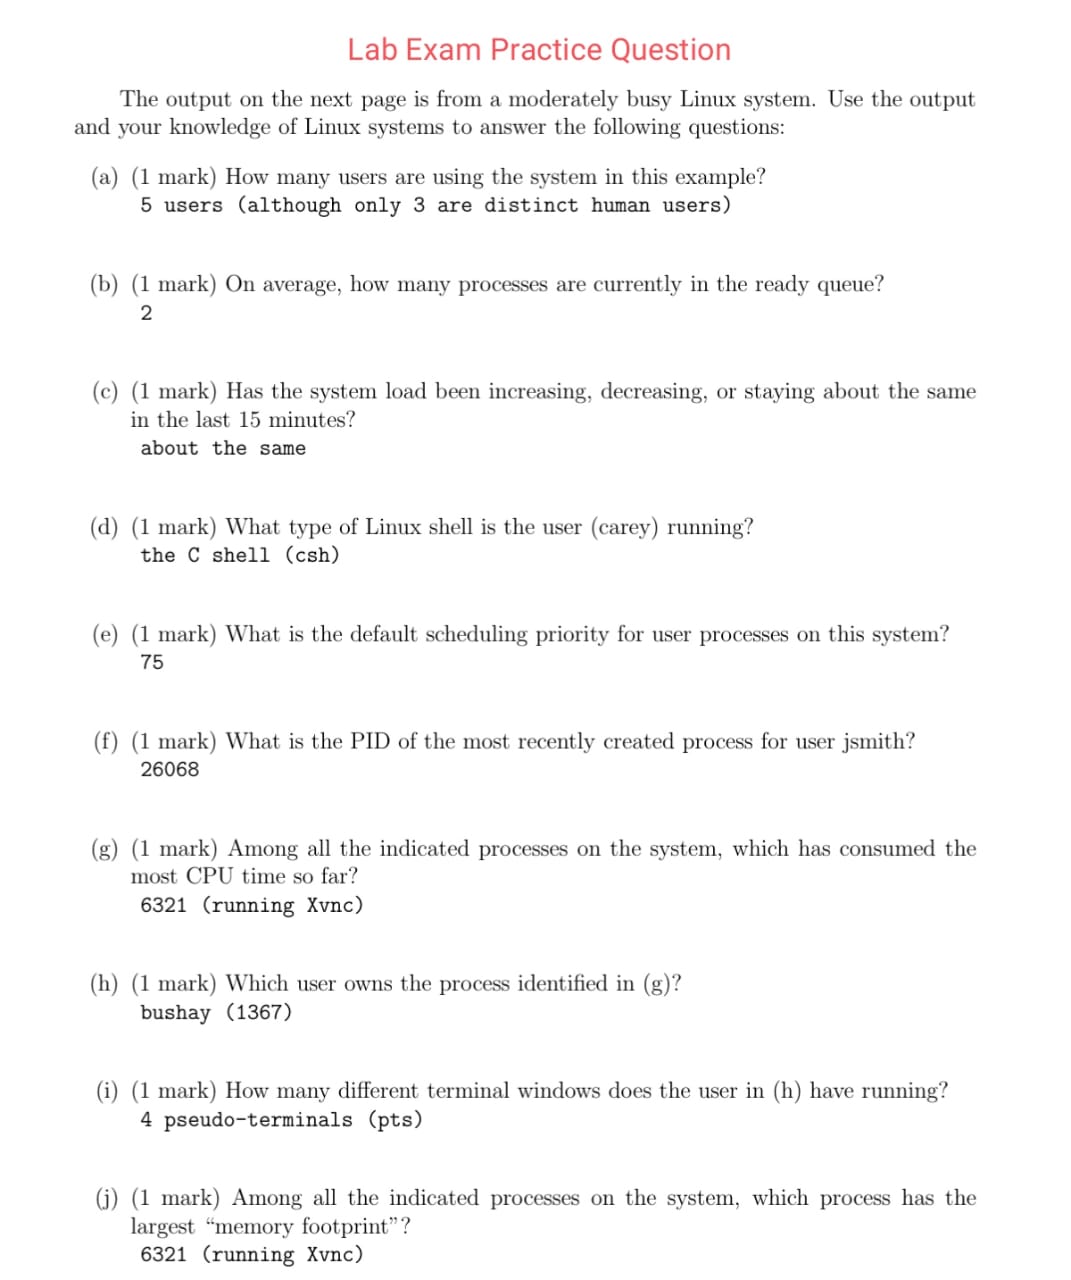 Lab Exam Practice Question
The output on the next page is from a moderately busy Linux system. Use the output
and your knowledge of Linux systems to answer the following questions:
(a) (1 mark) How many users are using the system in this example?
5 users (although only 3 are distinct human users)
(b) (1 mark) On average, how many processes are currently in the ready queue?
2
(c) (1 mark) Has the system load been increasing, decreasing, or staying about the same
in the last 15 minutes?
about the same
(d) (1 mark) What type of Linux shell is the user (carey) running?
the C shell (csh)
(e) (1 mark) What is the default scheduling priority for user processes on this system?
75
(f) (1 mark) What is the PID of the most recently created process for user jsmith?
26068
(g) (1 mark) Among all the indicated processes on the system, which has consumed the
most CPU time so far?
6321 (running Xvnc)
(h) (1 mark) Which user owns the process identified in (g)?
bushay (1367)
(i) (1 mark) How many different terminal windows does the user in (h) have running?
4 pseudo-terminals (pts)
(j) (1 mark) Among all the indicated processes on the system, which process has the
largest “memory footprint”?
6321 (running Xvnc)